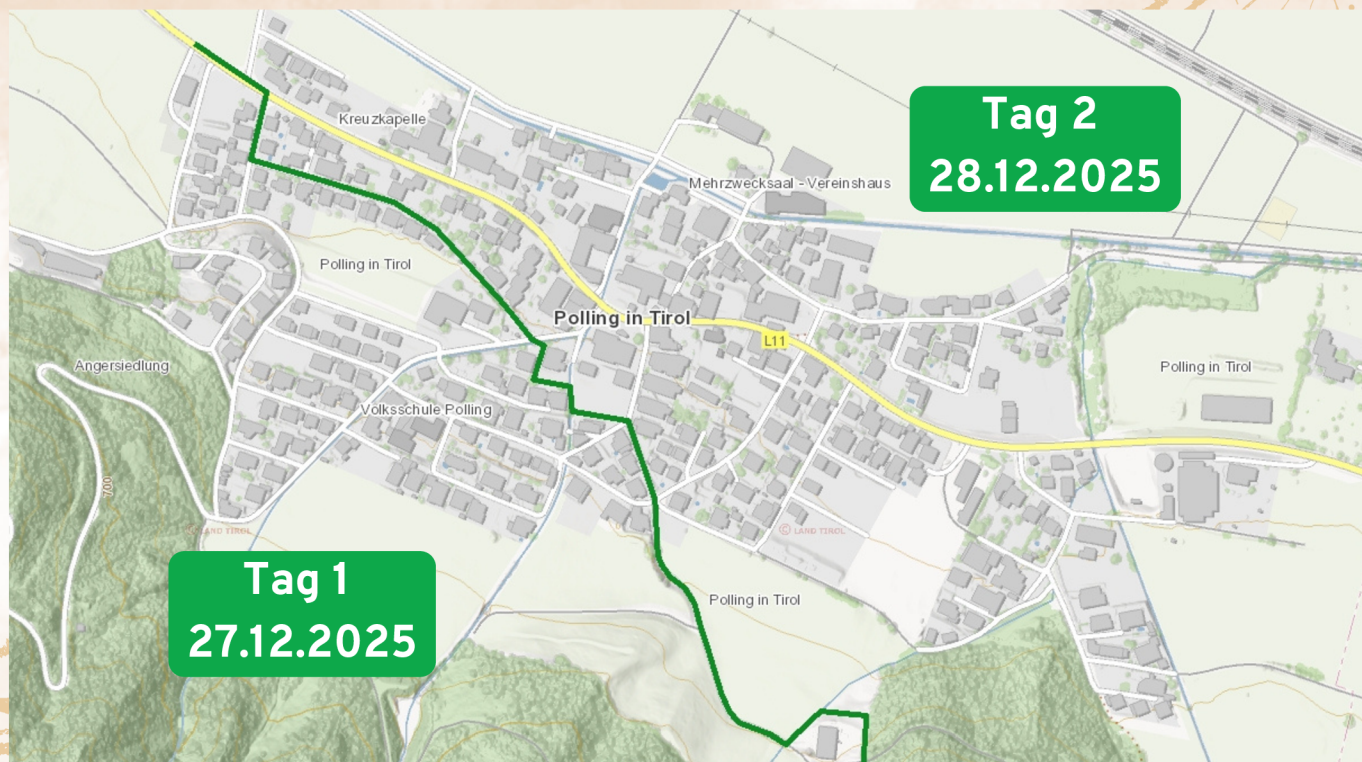 Kreuzkapelle
Tag 2
28.12.2025
Mehrzwecksaal - Vereinshaus
Polling in Tirol
Polling in Tirol
L11
Angersiedlung
Polling in Tirol
Volksschule Polling
700
LAND TIROL
LAND TIROL
Tag 1
27.12.2025
Polling in Tirol